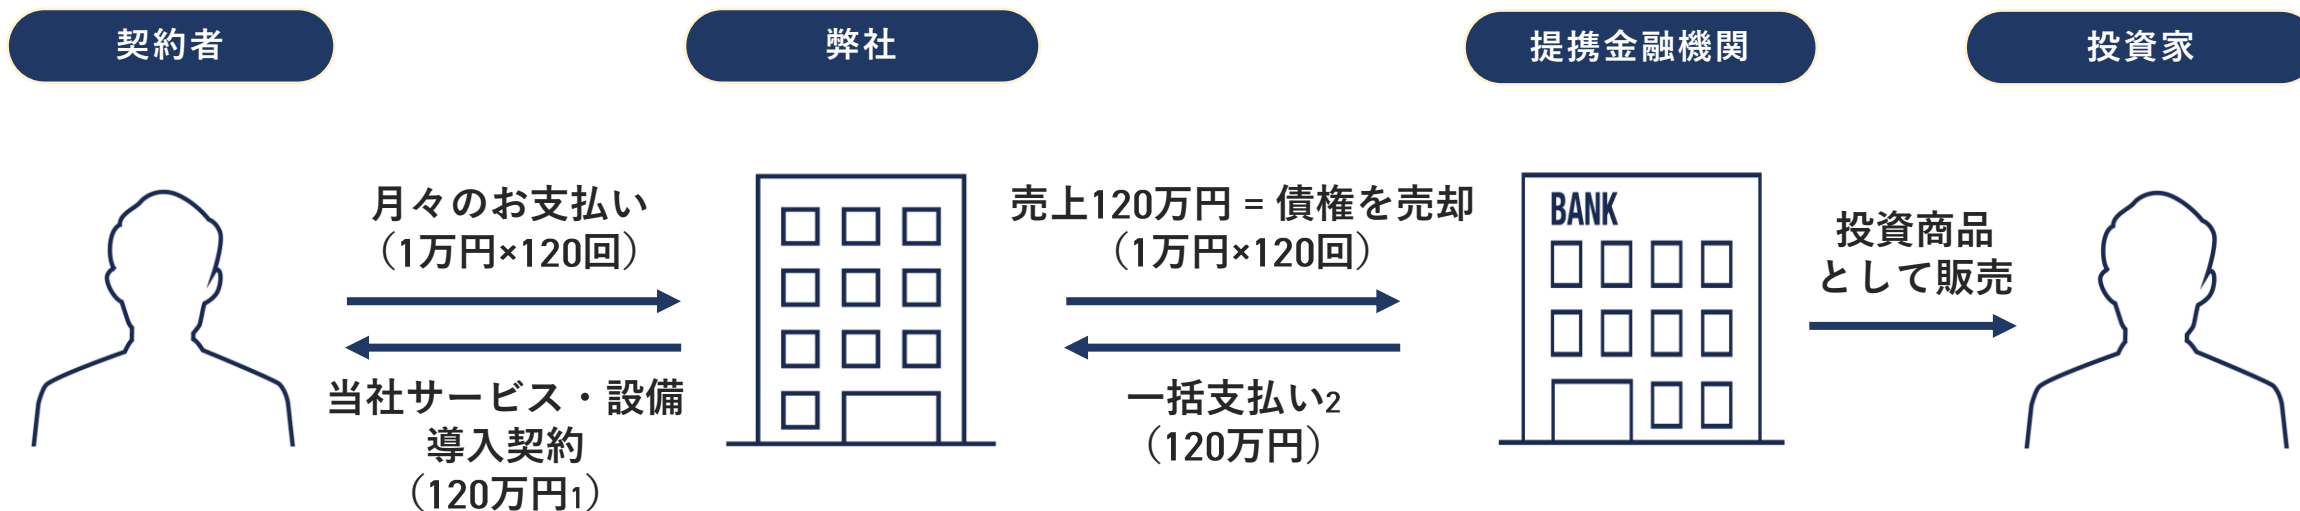 契約者
弊社
提携金融機関
投資家
月々のお支払い
（1万円×120回）
当社サービス・設備
導入契約
（120万円1）
売上120万円 = 債権を売却
（1万円×120回）
一括支払い2
（120万円）
BANK
投資商品
として販売